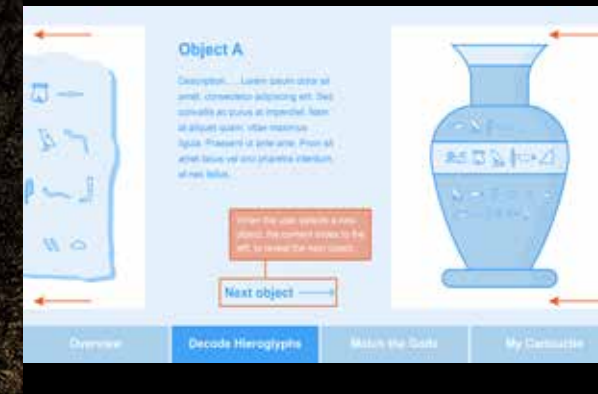 Object A
Description.... Lorem ipsum dolor sit
amet, consectetur adipiscing elit. Sed
convallis ac purus at imperdiet. Nam
at aliquet quam, vitae maximus
ligula. Praesent ut ante ante. Proin sit
amet lacus vel orci pharetra interdum
at nec tellus.
When the user selects a new
object, the content slides to the
left, to reveal the next object.
Next object
Overview
Decode Hieroglyphs
Match the Gods
My Cartouche